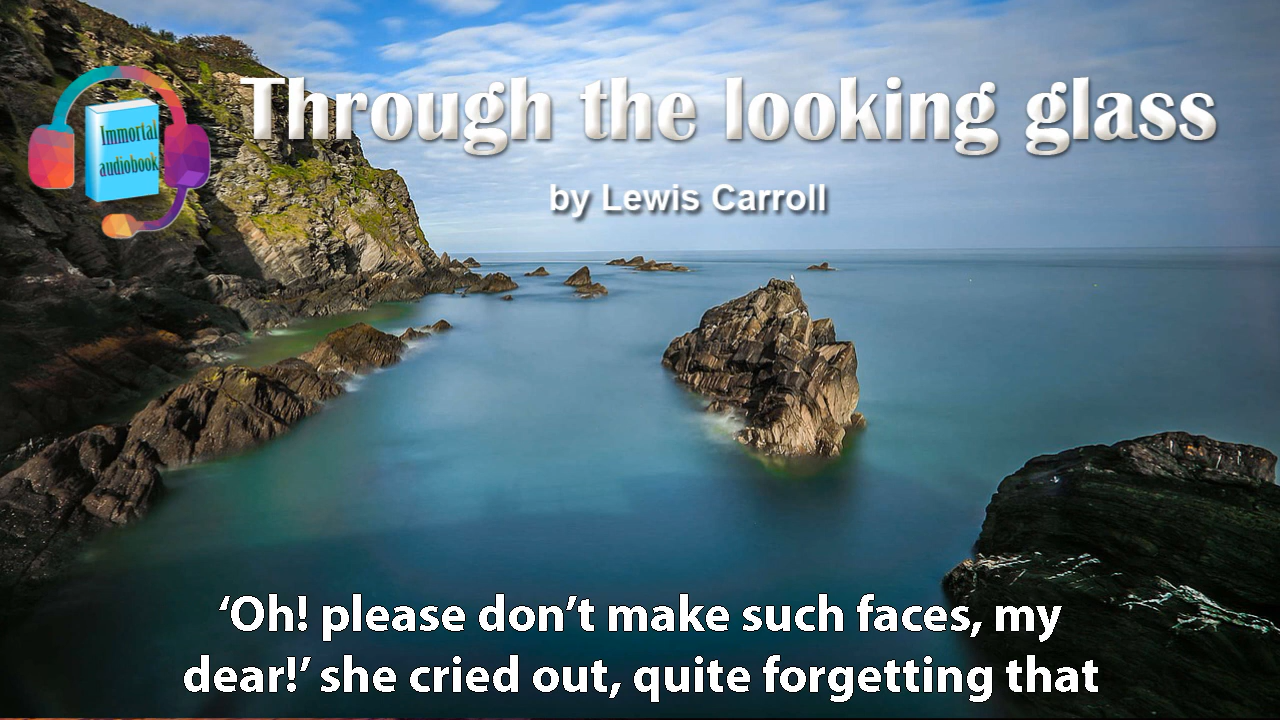 Through the looking glass
by Lewis Carroll
Immortal
audiobook
‘Oh! please don’t make such faces, my
dear!’ she cried out, quite forgetting that